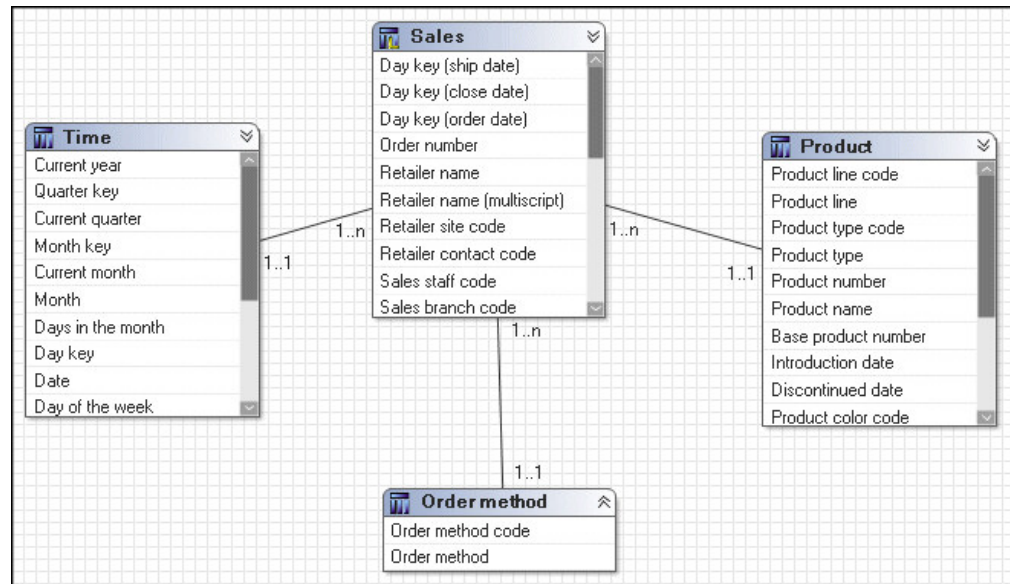 Sales
Day key (ship date)
Day key (close date)
Day key (order date)
Order number
Retailer name
Retailer name (multiscript)
Retailer site code
Retailer contact code
Sales staff code
Sales branch code
Time
Current year
Quarter key
Current quarter
Month key
Current month
Month
Days in the month
Day key
Date
Day of the week
Product
Product line code
Product line
Product type code
Product type
Product number
Product name
Base product number
Introduction date
Discontinued date
Product color code
1..n
1..1
1..n
1..1
1..n
1..1
Order method
Order method code
Order method